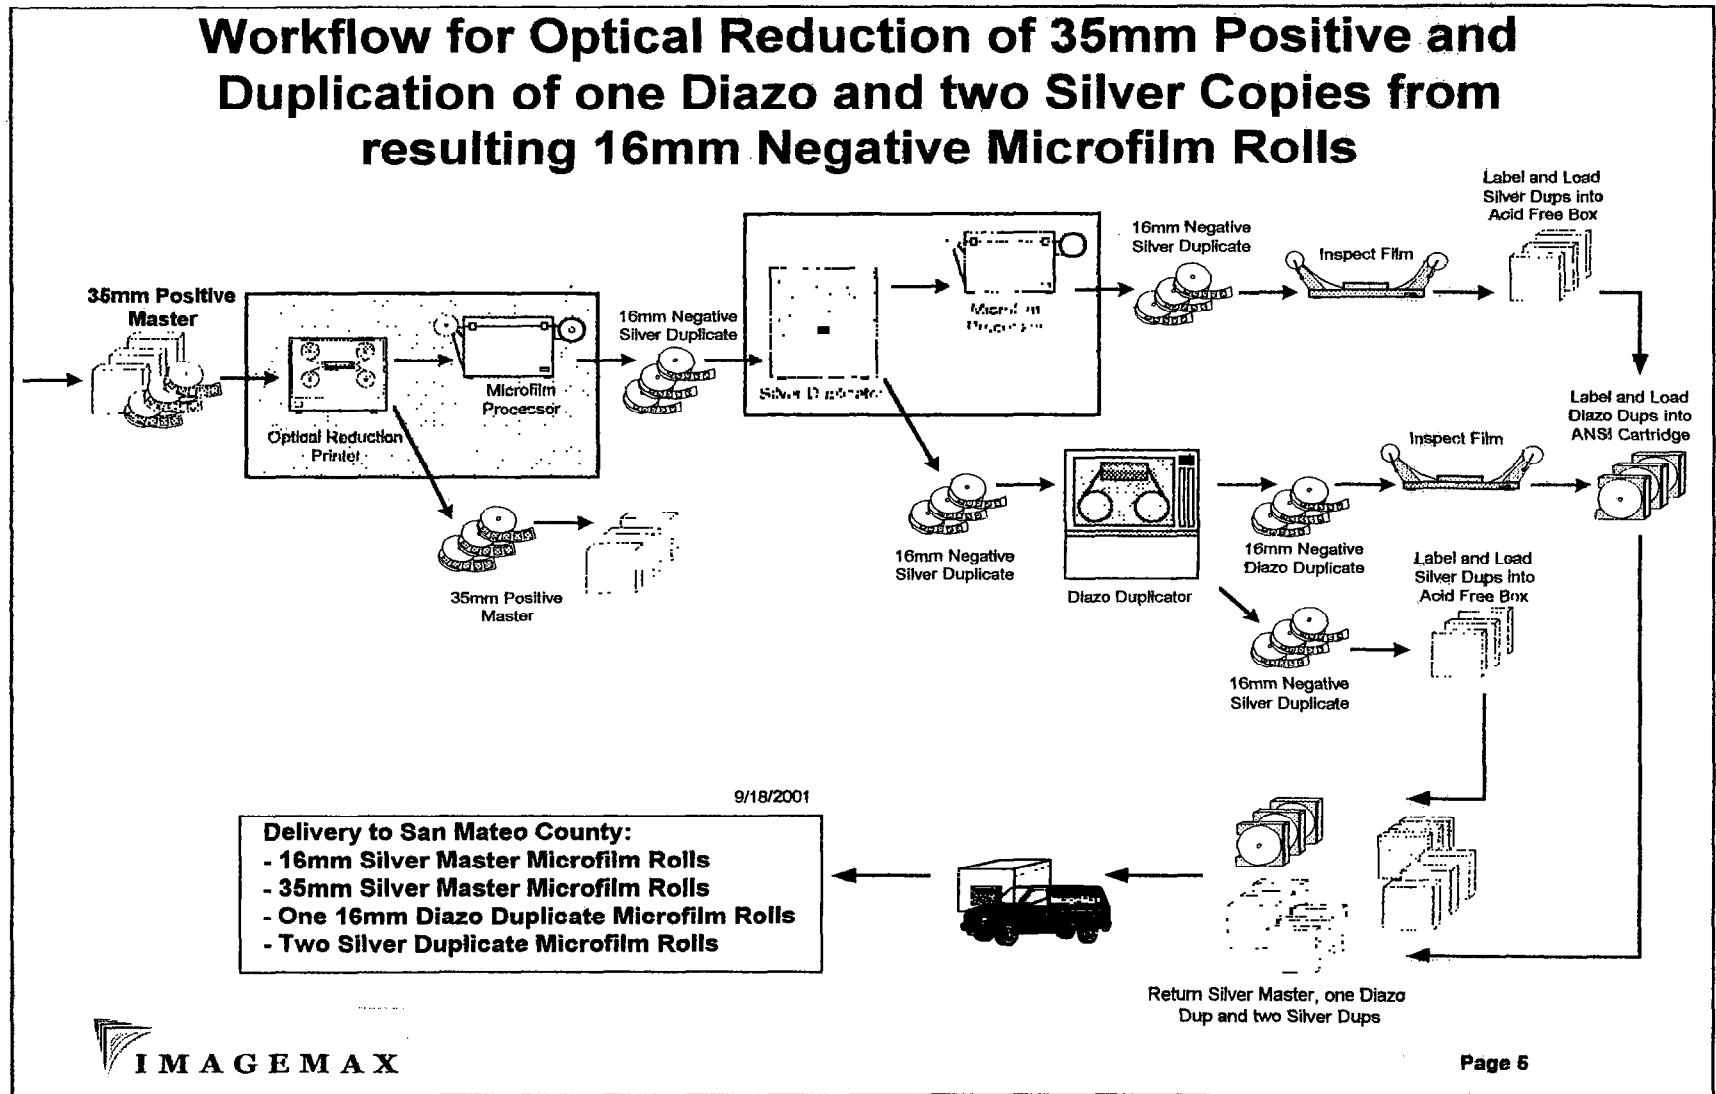 Workflow for Optical Reduction of 35mm Positive and
Duplication of one Diazo and two Silver Copies from
resulting 16mm Negative Microfilm Rolls
Label and Load
Silver Dups into
Acid Free Box
16mm Negative
Silver Duplicate
Inspect Film
35mm Positive
Master
16mm Negative
Silver Duplicate
Microfilm
Processor
Microfilm
Processor
Silver Duplicator
Optical Reduction
Printer
Label and Load
Diazo Dups into
ANSI Cartridge
Inspect Film
16mm Negative
Silver Duplicate
Diazo Duplicator
16mm Negative
Diazo Duplicate
Label and Load
Silver Dups into
Acid Free Box
35mm Positive
Master
16mm Negative
Silver Duplicate
9/18/2001
Delivery to San Mateo County:
- 16mm Silver Master Microfilm Rolls
- 35mm Silver Master Microfilm Rolls
- One 16mm Diazo Duplicate Microfilm Rolls
- Two Silver Duplicate Microfilm Rolls
Return Silver Master, one Diazo
Dup and two Silver Dups
IMAGEMAX
Page 5